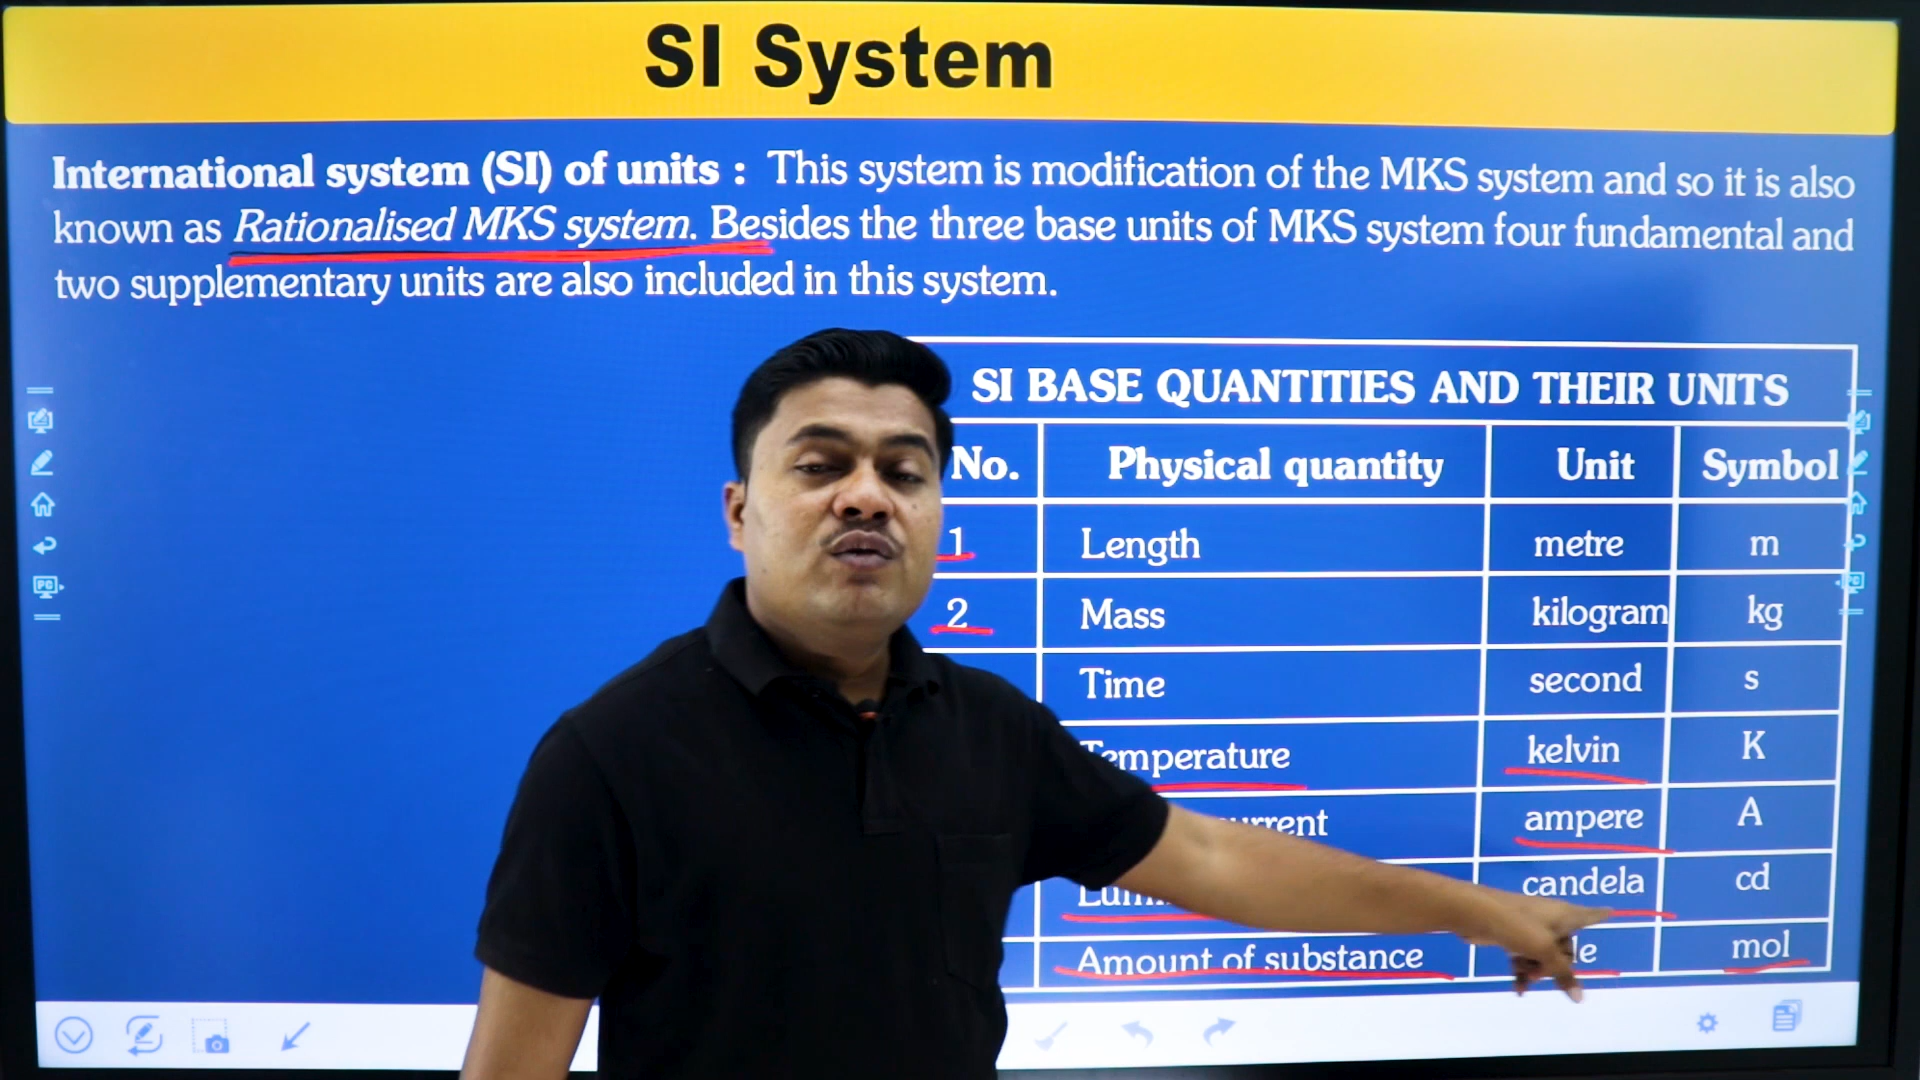 SI System
International system (SI) of units : This system is modification of the MKS system and so it is also
known as Rationalised MKS system. Besides the three base units of MKS system four fundamental and
two supplementary units are also included in this system.
SI BASE QUANTITIES AND THEIR UNITS
No. Physical quantity Unit Symbol
1 Length metre m
2 Mass kilogram kg
Time second s
Temperature kelvin K
ampere A
candela cd
Amount of substance mol
PC
PC